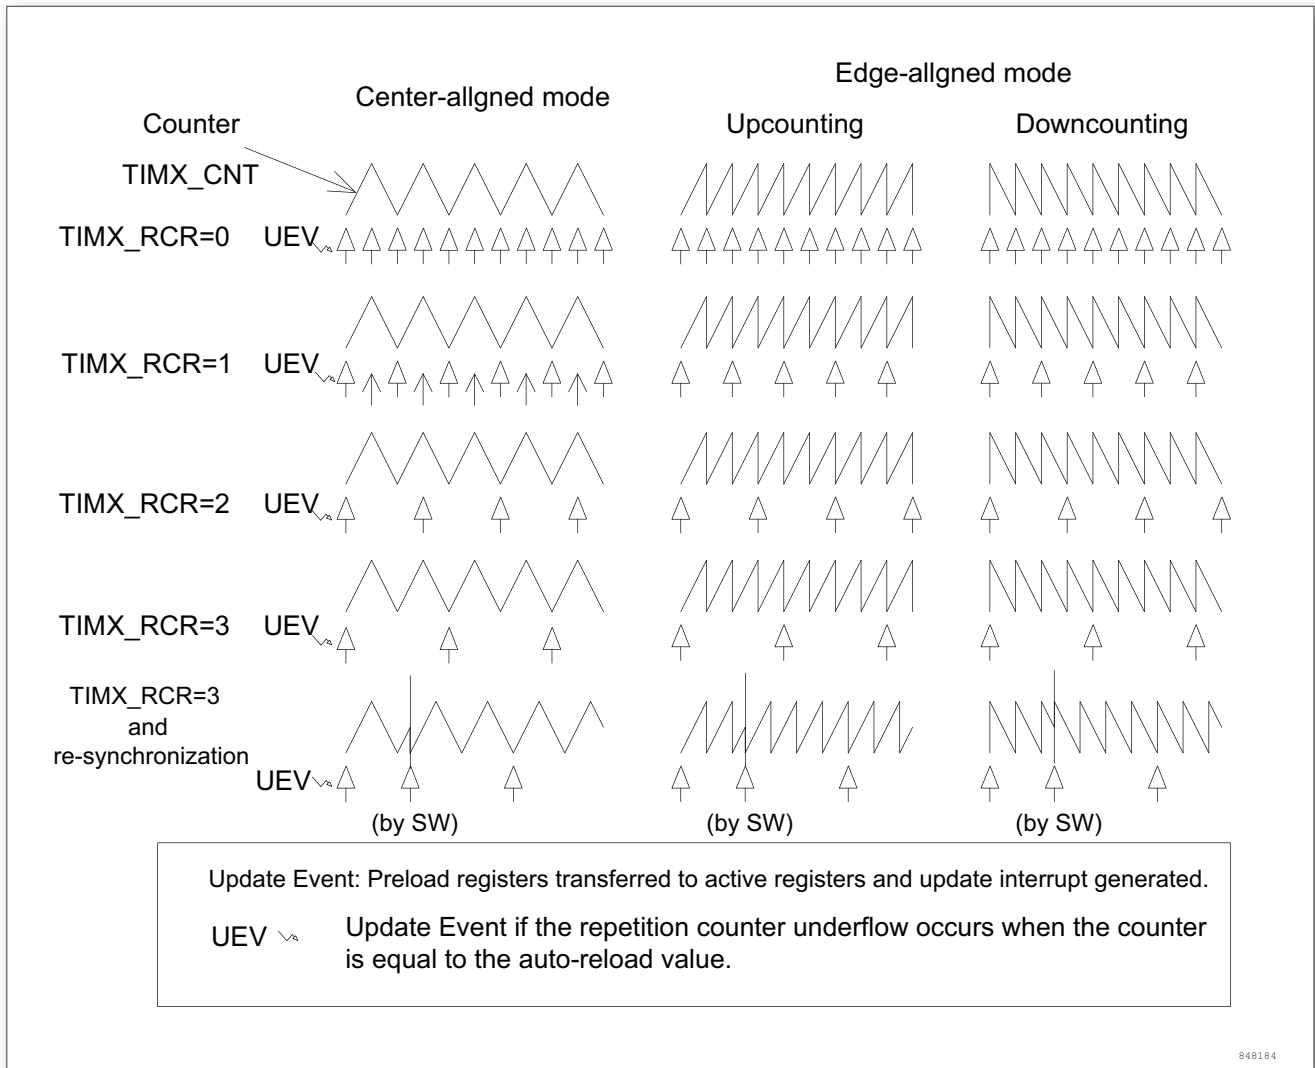 Edge-allgned mode
Center-allgned mode
Counter
Upcounting
Downcounting
TIMX_CNT
TIMX_RCR=0 UEV
TIMX_RCR=1 UEV
TIMX_RCR=2 UEV
TIMX_RCR=3 UEV
TIMX_RCR=3
and
re-synchronization
UEV
(by SW) (by SW) (by SW)
Update Event: Preload registers transferred to active registers and update interrupt generated.
UEV Update Event if the repetition counter underflow occurs when the counter
is equal to the auto-reload value.
848184